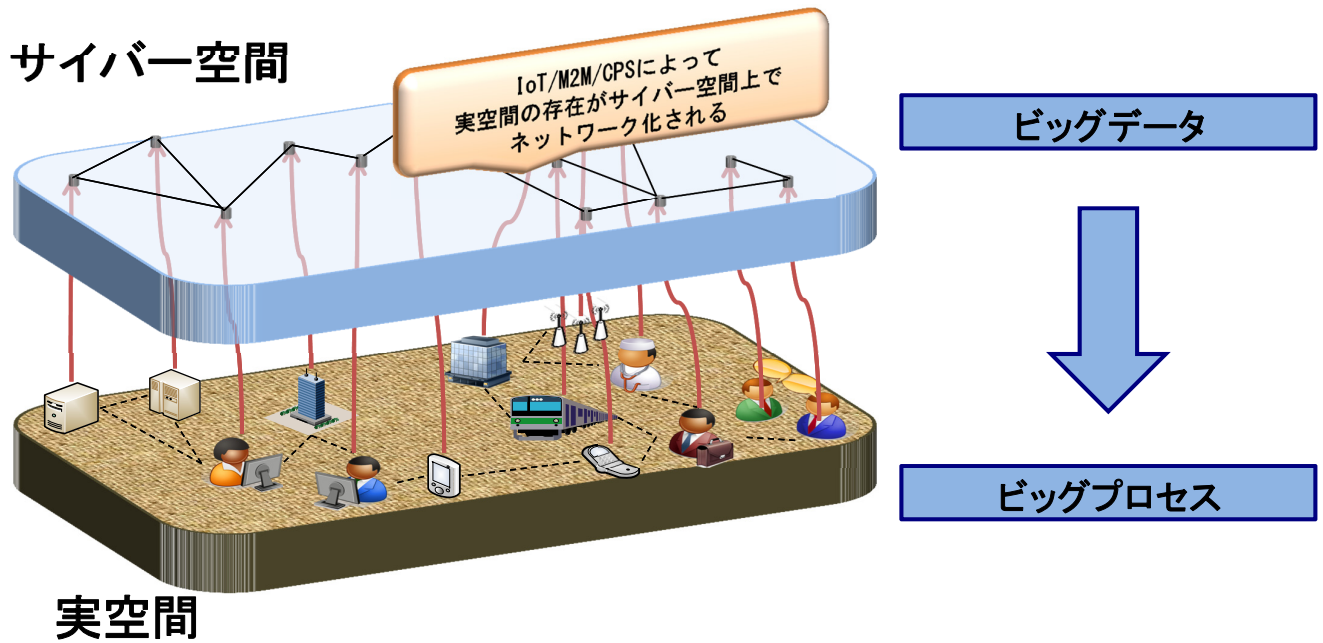 サイバー空間
IoT/M2M/CPSによって
実空間の存在がサイバー空間上で
ネットワーク化される
ビッグデータ
ビッグプロセス
実空間